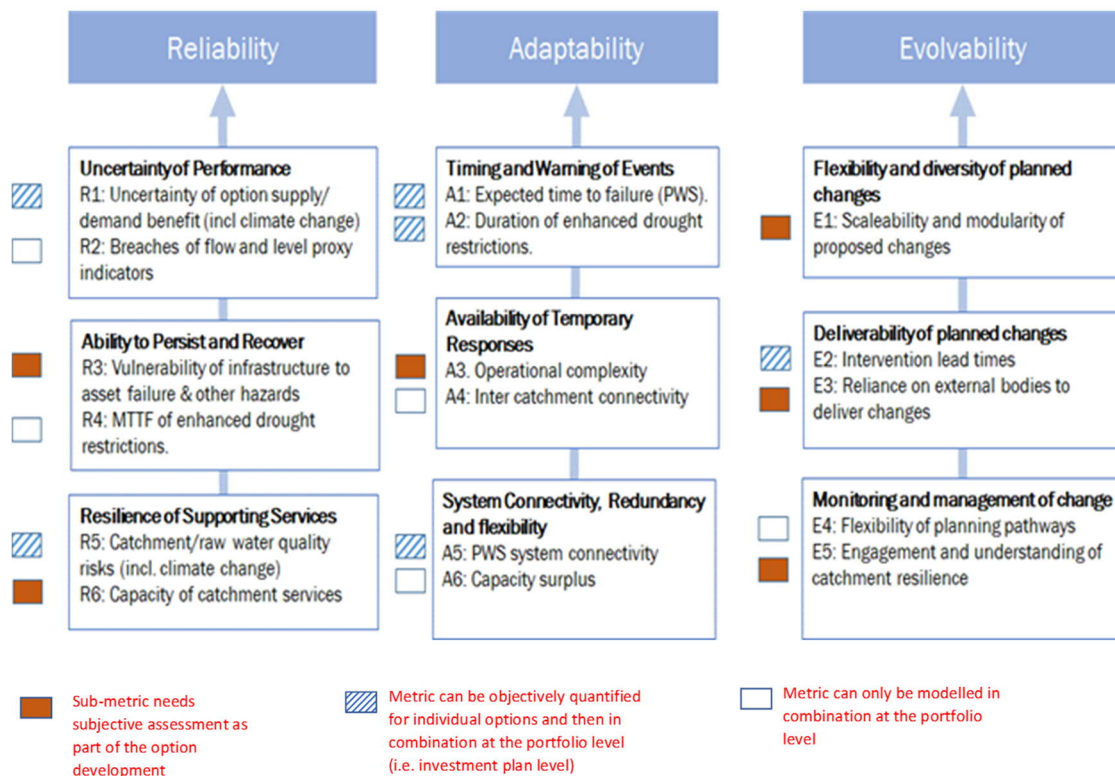 Reliability
Uncertainty of Performance
R1: Uncertainty of option supply/
demand benefit (incl climate change)
R2: Breaches of flow and level proxy
indicators
Ability to Persist and Recover
R3: Vulnerability of infrastructure to
asset failure & other hazards
R4: MTTF of enhanced drought
restrictions.
Resilience of Supporting Services
R5: Catchment/raw water quality
risks (incl. climate change)
R6: Capacity of catchment services
Adaptability
Timing and Warning of Events
A1: Expected time to failure (PWS).
A2: Duration of enhanced drought
restrictions.
Availability of Temporary
Responses
A3. Operational complexity
A4: Inter catchment connectivity
System Connectivity, Redundancy
and flexibility
A5: PWS system connectivity
A6: Capacity surplus
Evolvability
Flexibility and diversity of planned
changes
E1: Scaleability and modularity of
proposed changes
Deliverability of planned changes
E2: Intervention lead times
E3: Reliance on external bodies to
deliver changes
Monitoring and management of change
E4: Flexibility of planning pathways
E5: Engagement and understanding of
catchment resilience
Sub-metric needs
subjective assessment as
part of the option
development
Metric can be objectively quantified
for individual options and then in
combination at the portfolio level
(i.e. investment plan level)
Metric can only be modelled in
combination at the portfolio
level